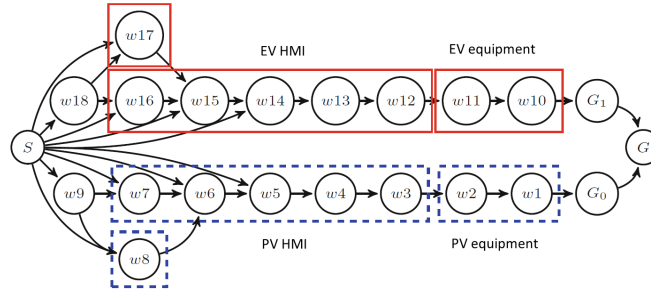 w17
EV HMI
EV equipment
w18
w16
w15
w14
w13
w12
w11
w10
G1
S
G
w9
w7
w6
w5
w4
w3
w2
w1
G0
w8
PV HMI
PV equipment